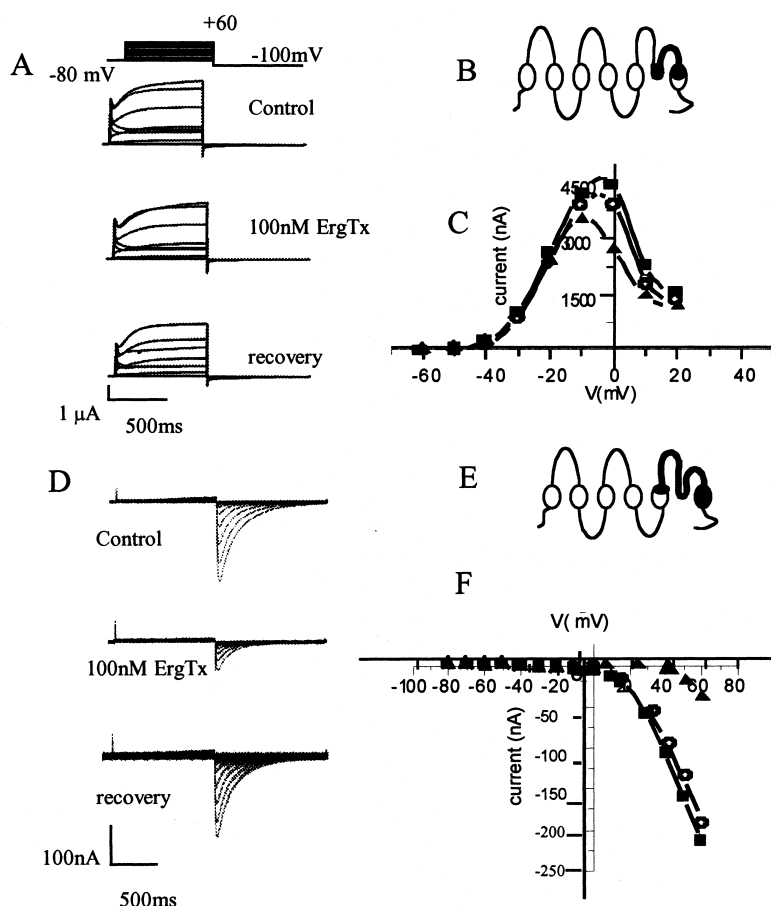 +60
A
-80 mV
-100mV
Control
100nM ErgTx
recovery
1 µA
500ms
B
C
current (nA)
4500
300
1500
-60
-40
-20
0
20
40
V(mV)
D
Control
100nM ErgTx
recovery
100nA
500ms
E
F
V( mV)
-100
-80
-60
-40
-20
0
20
40
60
80
current (nA)
-50
-100
-150
-200
-250